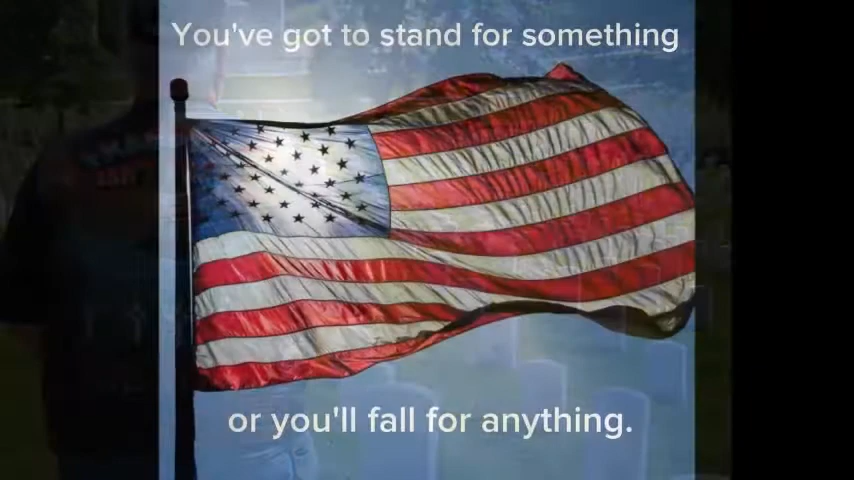 You've got to stand for something
or you'll fall for anything.